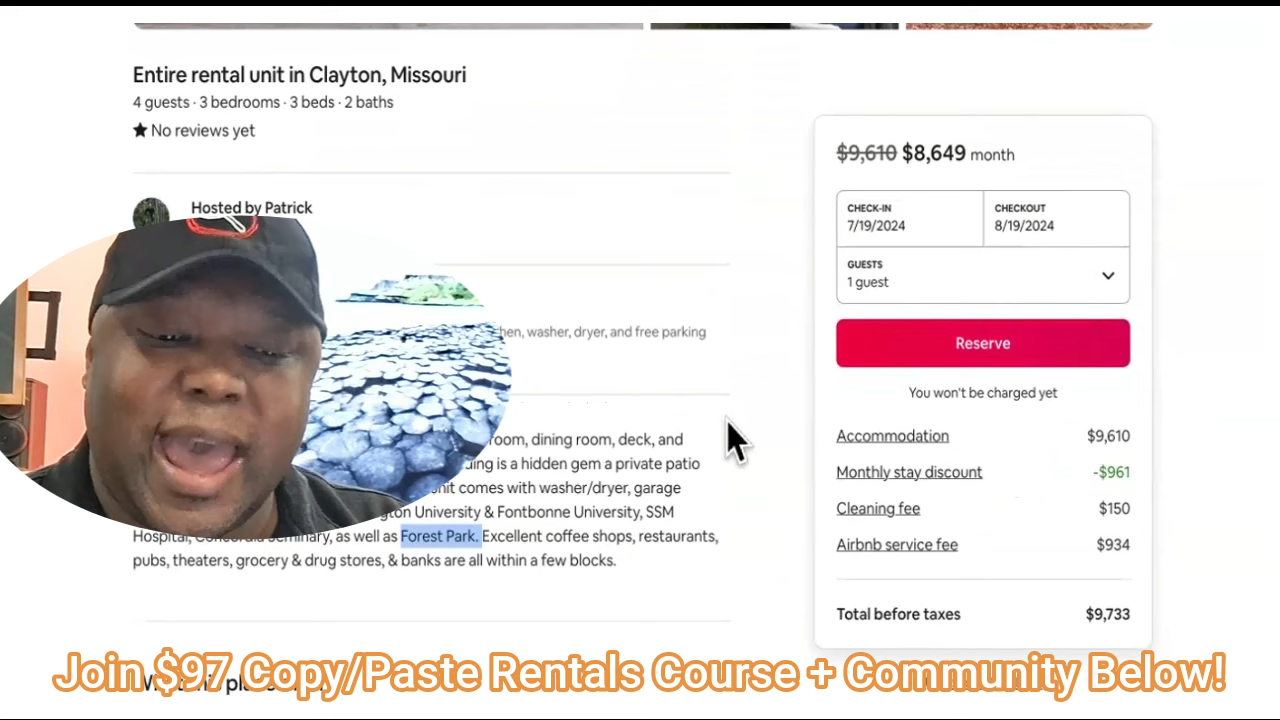 Entire rental unit in Clayton, Missouri
4 guests · 3 bedrooms · 3 beds · 2 baths
★ No reviews yet
Hosted by Patrick
washer, dryer, and free parking
room, dining room, deck, and
is a hidden gem a private patio
comes with washer/dryer, garage
University & Fontbonne University, SSM
Hospital, Concordia Seminary, as well as Forest Park. Excellent coffee shops, restaurants,
pubs, theaters, grocery & drug stores, & banks are all within a few blocks.
$9,610 $8,649 month
CHECK-IN
7/19/2024
CHECKOUT
8/19/2024
GUESTS
1 guest
Reserve
You won't be charged yet
Accommodation $9,610
Monthly stay discount -$961
Cleaning fee $150
Airbnb service fee $934
Total before taxes $9,733
Join $97 Copy/Paste Rentals Course + Community Below!